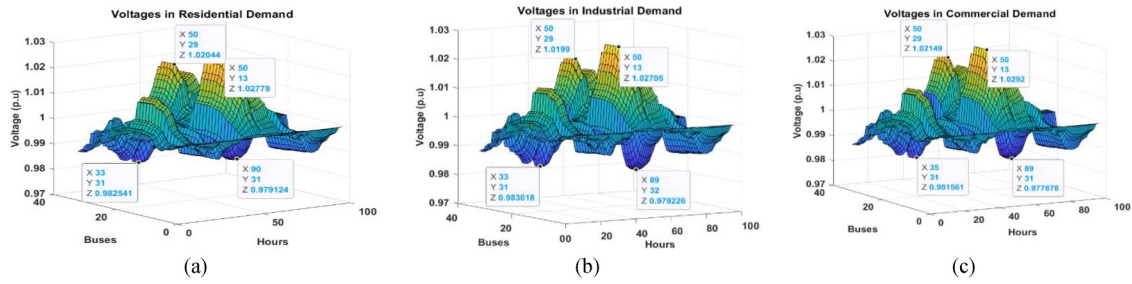 Voltages in Residential Demand
1.03
1.02
1.01
1
0.99
0.98
0.97
Voltage (p.u)
X 50
Y 29
Z 1.02044
X 50
Y 13
Z 1.02778
X 33
Y 31
Z 0.982541
X 90
Y 31
Z 0.979124
40
20
0
Buses
0
50
100
Hours
(a)
Voltages in Industrial Demand
1.03
1.02
1.01
1
0.99
0.98
0.97
Voltage (p.u)
X 50
Y 29
Z 1.0199
X 50
Y 13
Z 1.02705
X 33
Y 31
Z 0.983018
X 89
Y 32
Z 0.979226
40
20
0
Buses
0
20
40
60
80
100
Hours
(b)
Voltages in Commercial Demand
1.03
1.02
1.01
1
0.99
0.98
0.97
Voltage (p.u)
X 50
Y 29
Z 1.02149
X 50
Y 13
Z 1.0292
X 35
Y 31
Z 0.981561
X 89
Y 31
Z 0.977678
40
20
0
Buses
0
20
40
60
80
100
Hours
(c)